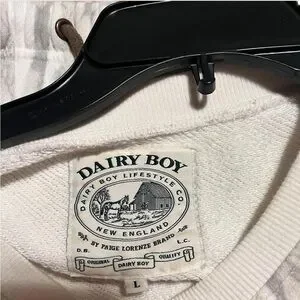 DAIRY BOY
DAIRY BOY LIFESTYLE CO.
NEW ENGLAND
BY PAIGE LORENZE BRAND
D.B. L.C.
ORIGINAL DAIRY BOY QUALITY
L